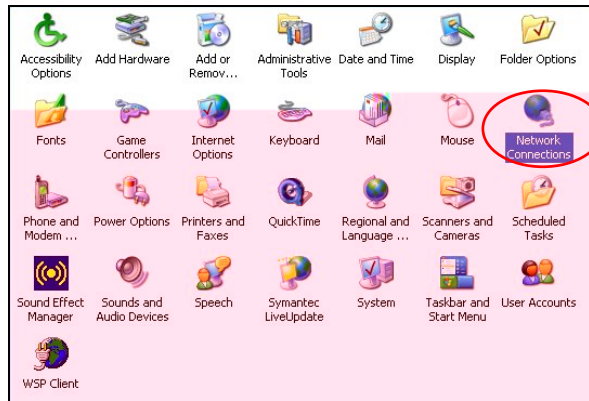 Accessibility Options
Add Hardware
Add or Remov...
Administrative Tools
Date and Time
Display
Folder Options
Fonts
Game Controllers
Internet Options
Keyboard
Mail
Mouse
Network Connections
Phone and Modem ...
Power Options
Printers and Faxes
QuickTime
Regional and Language ...
Scanners and Cameras
Scheduled Tasks
Sound Effect Manager
Sounds and Audio Devices
Speech
Symantec LiveUpdate
System
Taskbar and Start Menu
User Accounts
WSP Client